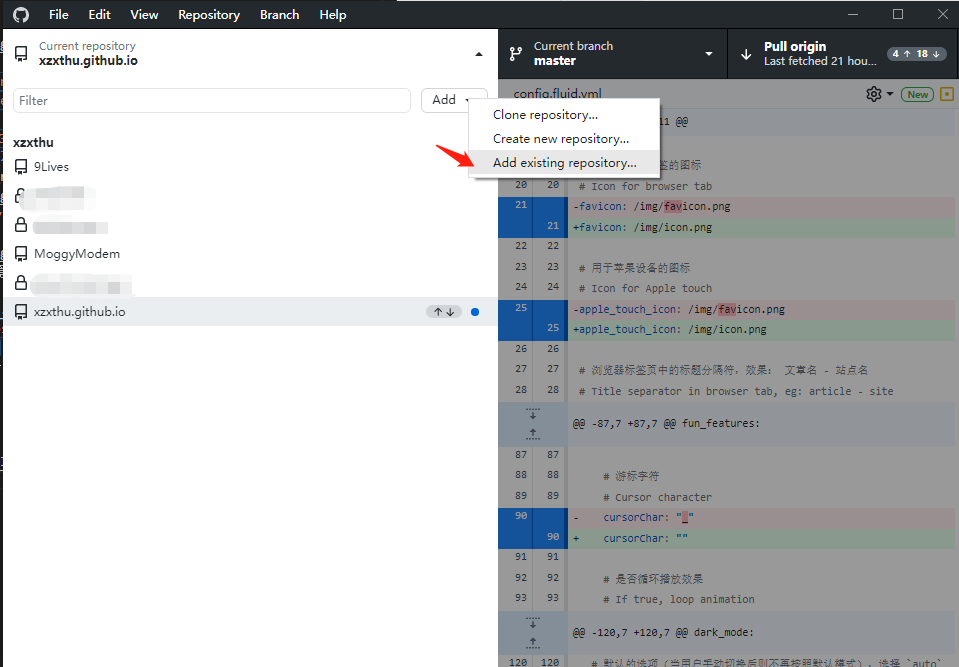 File Edit View Repository Branch Help
Current repository
xzxthu.github.io
Current branch
master
Pull origin
Last fetched 21 hour...
4 ↑ 18 ↓
Filter
Add
Clone repository...
Create new repository...
Add existing repository...
xzxthu
9Lives
MoggyModem
xzxthu.github.io ↑↓
config.fluid.yml
New
11 @@
的图标
20 20 # Icon for browser tab
21 -favicon: /img/favicon.png
21 +favicon: /img/icon.png
22 22
23 23 # 用于苹果设备的图标
24 24 # Icon for Apple touch
25 -apple_touch_icon: /img/favicon.png
25 +apple_touch_icon: /img/icon.png
26 26
27 27 # 浏览器标签页中的标题分隔符，效果： 文章名 - 站点名
28 28 # Title separator in browser tab, eg: article - site
@@ -87,7 +87,7 @@ fun_features:
87 87
88 88 # 游标字符
89 89 # Cursor character
90 - cursorChar: "_"
90 + cursorChar: ""
91 91
92 92 # 是否循环播放效果
93 93 # If true, loop animation
@@ -120,7 +120,7 @@ dark_mode:
120 120 # 默认的选项（当用户手动切换后则不再按照默认模式），选择 `auto`